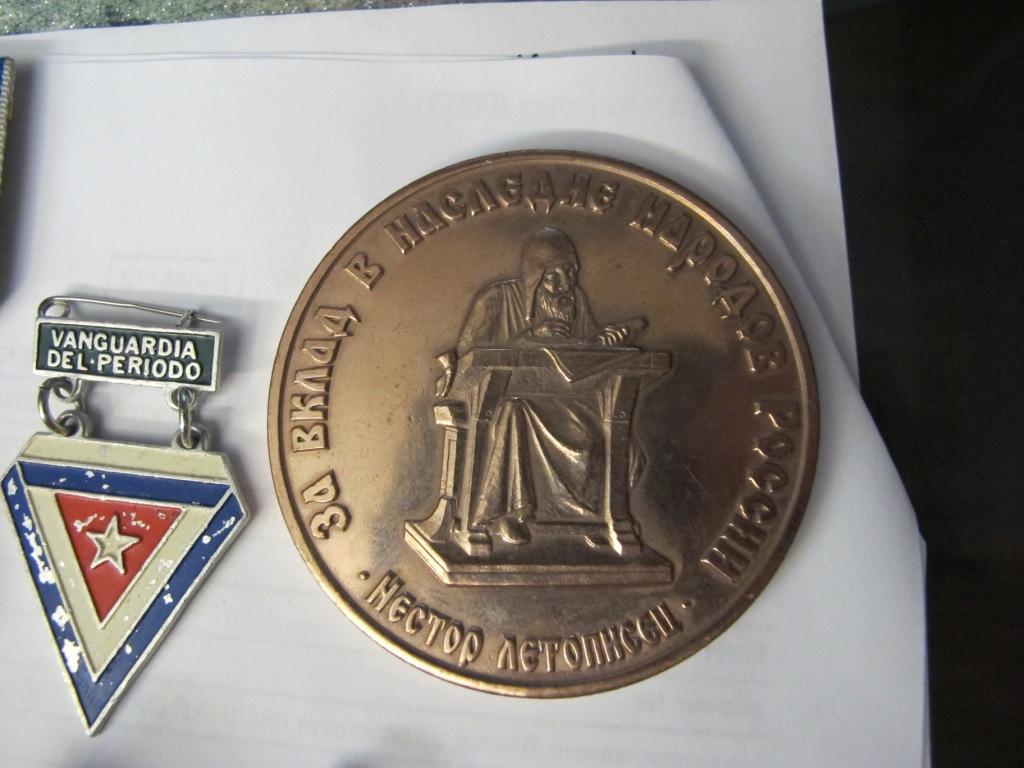 VANGUARDIA
DEL·PERIODO
ЗА ВКЛАД В НАСЛЕДИЕ НАРОДОВ РОССИИ
· НЕСТОР ЛЕТОПИСЕЦ ·